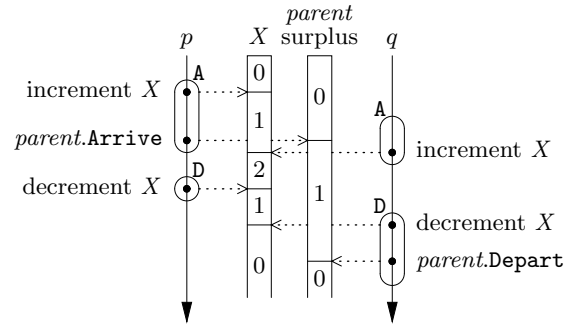 parent
p X surplus q
A
increment X
0
0
A
parent.Arrive
1
increment X
D
2
decrement X
1
1
D
decrement X
0
parent.Depart
0